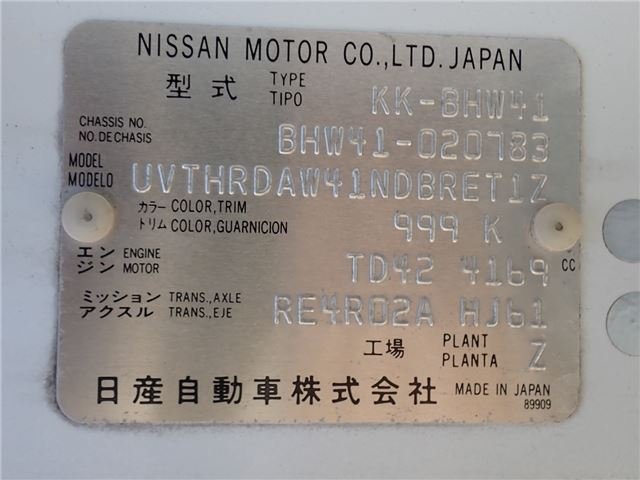 NISSAN MOTOR CO.,LTD. JAPAN
型式 TYPE TIPO KK-BHW41
CHASSIS NO. NO. DE CHASIS BHW41-020783
MODEL MODELO UVTHRDAW41NDBRET1Z
カラー COLOR,TRIM
トリム COLOR,GUARNICION 999 K
エンジン ENGINE MOTOR TD42 4169 CC
ミッション TRANS.,AXLE
アクスル TRANS.,EJE RE4R02A HJ61
工場 PLANT PLANTA Z
日産自動車株式会社 MADE IN JAPAN
89909